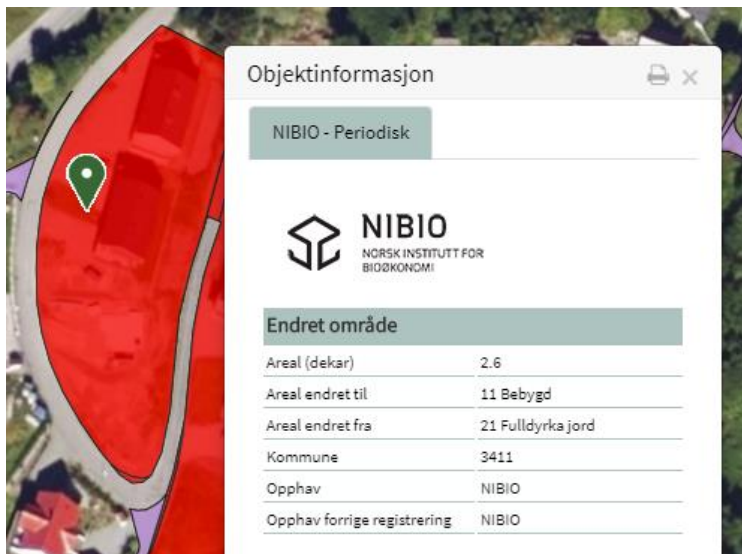 Objektinformasjon
NIBIO - Periodisk
NIBIO
NORSK INSTITUTT FOR
BIOØKONOMI
Endret område
Areal (dekar) 2.6
Areal endret til 11 Bebygd
Areal endret fra 21 Fulldyrka jord
Kommune 3411
Opphav NIBIO
Opphav forrige registrering NIBIO